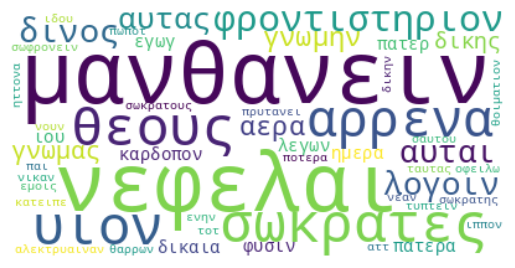 ιδου
αυτας
φροντιστηριον
δινος
πωποτ
σωφρονειν
εγωγ
γνωμην
πατερ
δικης
μανθανειν
ηττονα
δικην
θοιματιον
σωκρατους
πρυτανει
θεους
αερα
αρρενα
ιου
νουν
γνωμας
καρδοπον
λεγων
ποτερα
ημερα
αυται
σαυτου
ταυτας
οφειλω
παι
νικαν
εμοις
νεφελαι
λογοιν
νεαν
σωκρατης
κατειπε
τυπτειν
υιον
ενην
τοτ
σωκρατες
ιππον
αλεκτρυαιναν
θαρρων
δικαια
φυσιν
αττ
πατερα